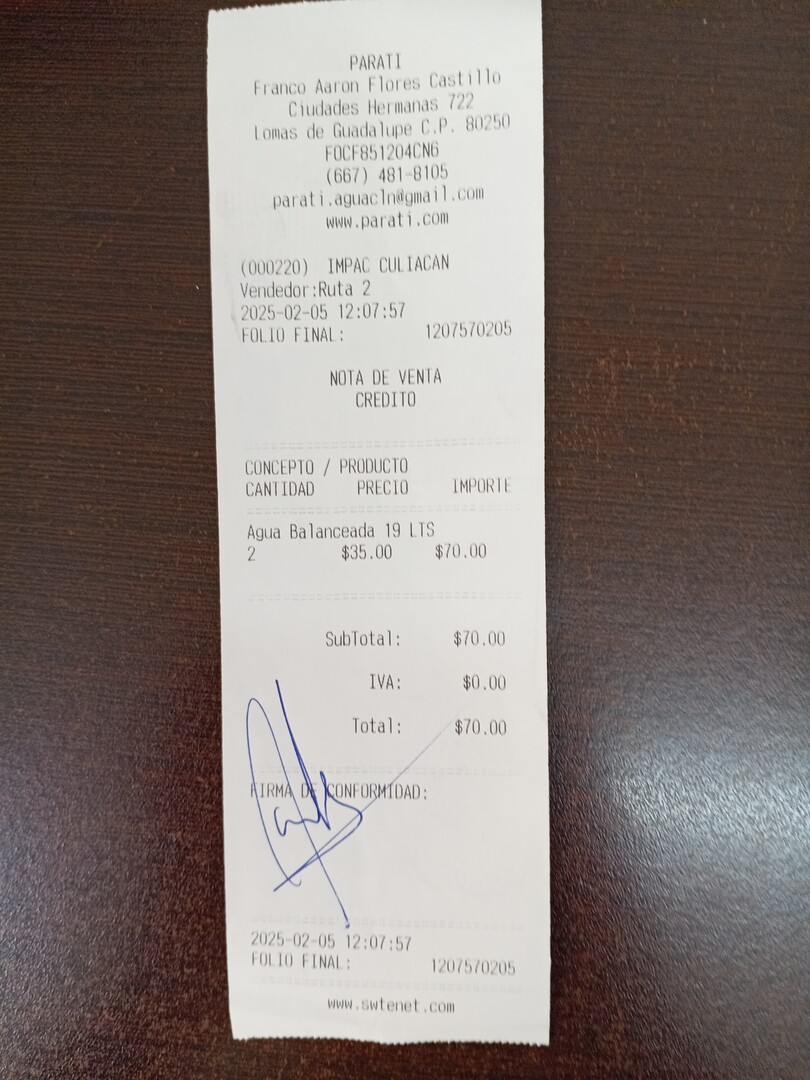 PARATI
Franco Aaron Flores Castillo
Ciudades Hermanas 722
Lomas de Guadalupe C.P. 80250
FOCF851204CN6
(667) 481-8105
parati.aguacln@gmail.com
www.parati.com
(000220) IMPAC CULIACAN
Vendedor:Ruta 2
2025-02-05 12:07:57
FOLIO FINAL: 1207570205
NOTA DE VENTA
CREDITO
CONCEPTO / PRODUCTO
CANTIDAD PRECIO IMPORTE
Agua Balanceada 19 LTS
2 $35.00 $70.00
SubTotal: $70.00
IVA: $0.00
Total: $70.00
FIRMA DE CONFORMIDAD:
2025-02-05 12:07:57
FOLIO FINAL: 1207570205
www.swtenet.com